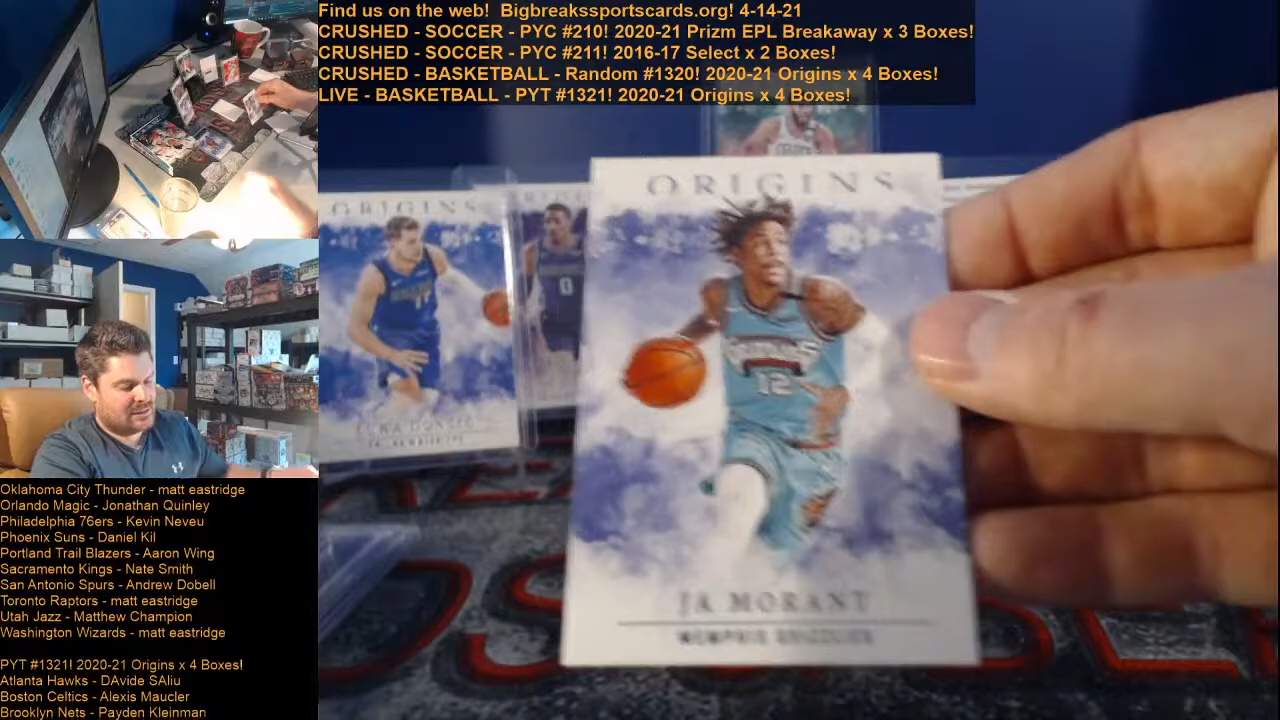 Find us on the web!  Bigbreakssportscards.org! 4-14-21
CRUSHED - SOCCER - PYC #210! 2020-21 Prizm EPL Breakaway x 3 Boxes!
CRUSHED - SOCCER - PYC #211! 2016-17 Select x 2 Boxes!
CRUSHED - BASKETBALL - Random #1320! 2020-21 Origins x 4 Boxes!
LIVE - BASKETBALL - PYT #1321! 2020-21 Origins x 4 Boxes!
ORIGINS
ORIGINS
0
12
LUKA DONCIC
JA MORANT
MEMPHIS GRIZZLIES
Oklahoma City Thunder - matt eastridge
Orlando Magic - Jonathan Quinley
Philadelphia 76ers - Kevin Neveu
Phoenix Suns - Daniel Kil
Portland Trail Blazers - Aaron Wing
Sacramento Kings - Nate Smith
San Antonio Spurs - Andrew Dobell
Toronto Raptors - matt eastridge
Utah Jazz - Matthew Champion
Washington Wizards - matt eastridge
PYT #1321! 2020-21 Origins x 4 Boxes!
Atlanta Hawks - DAvide SAliu
Boston Celtics - Alexis Maucler
Brooklyn Nets - Payden Kleinman